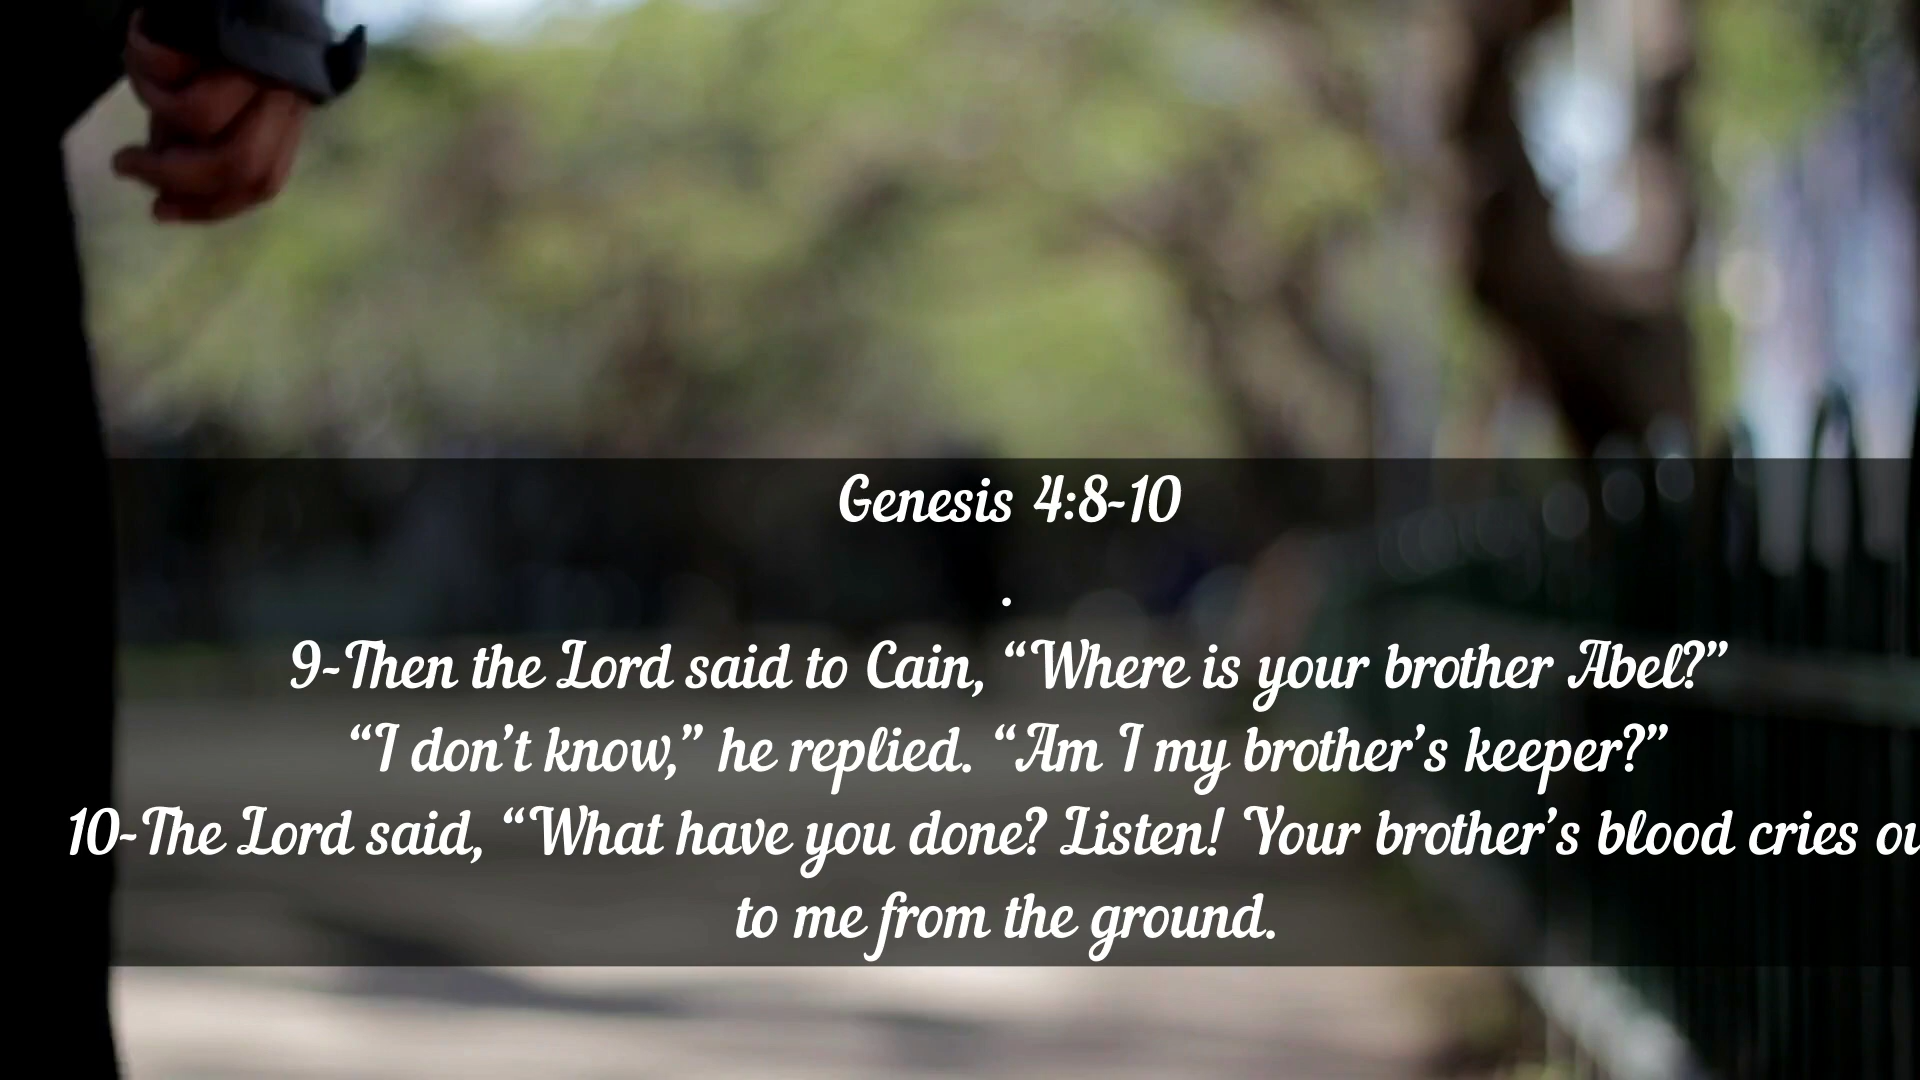 Genesis 4:8-10
.
9-Then the Lord said to Cain, “Where is your brother Abel?”
“I don’t know,” he replied. “Am I my brother’s keeper?”
10-The Lord said, “What have you done? Listen! Your brother’s blood cries ou
to me from the ground.